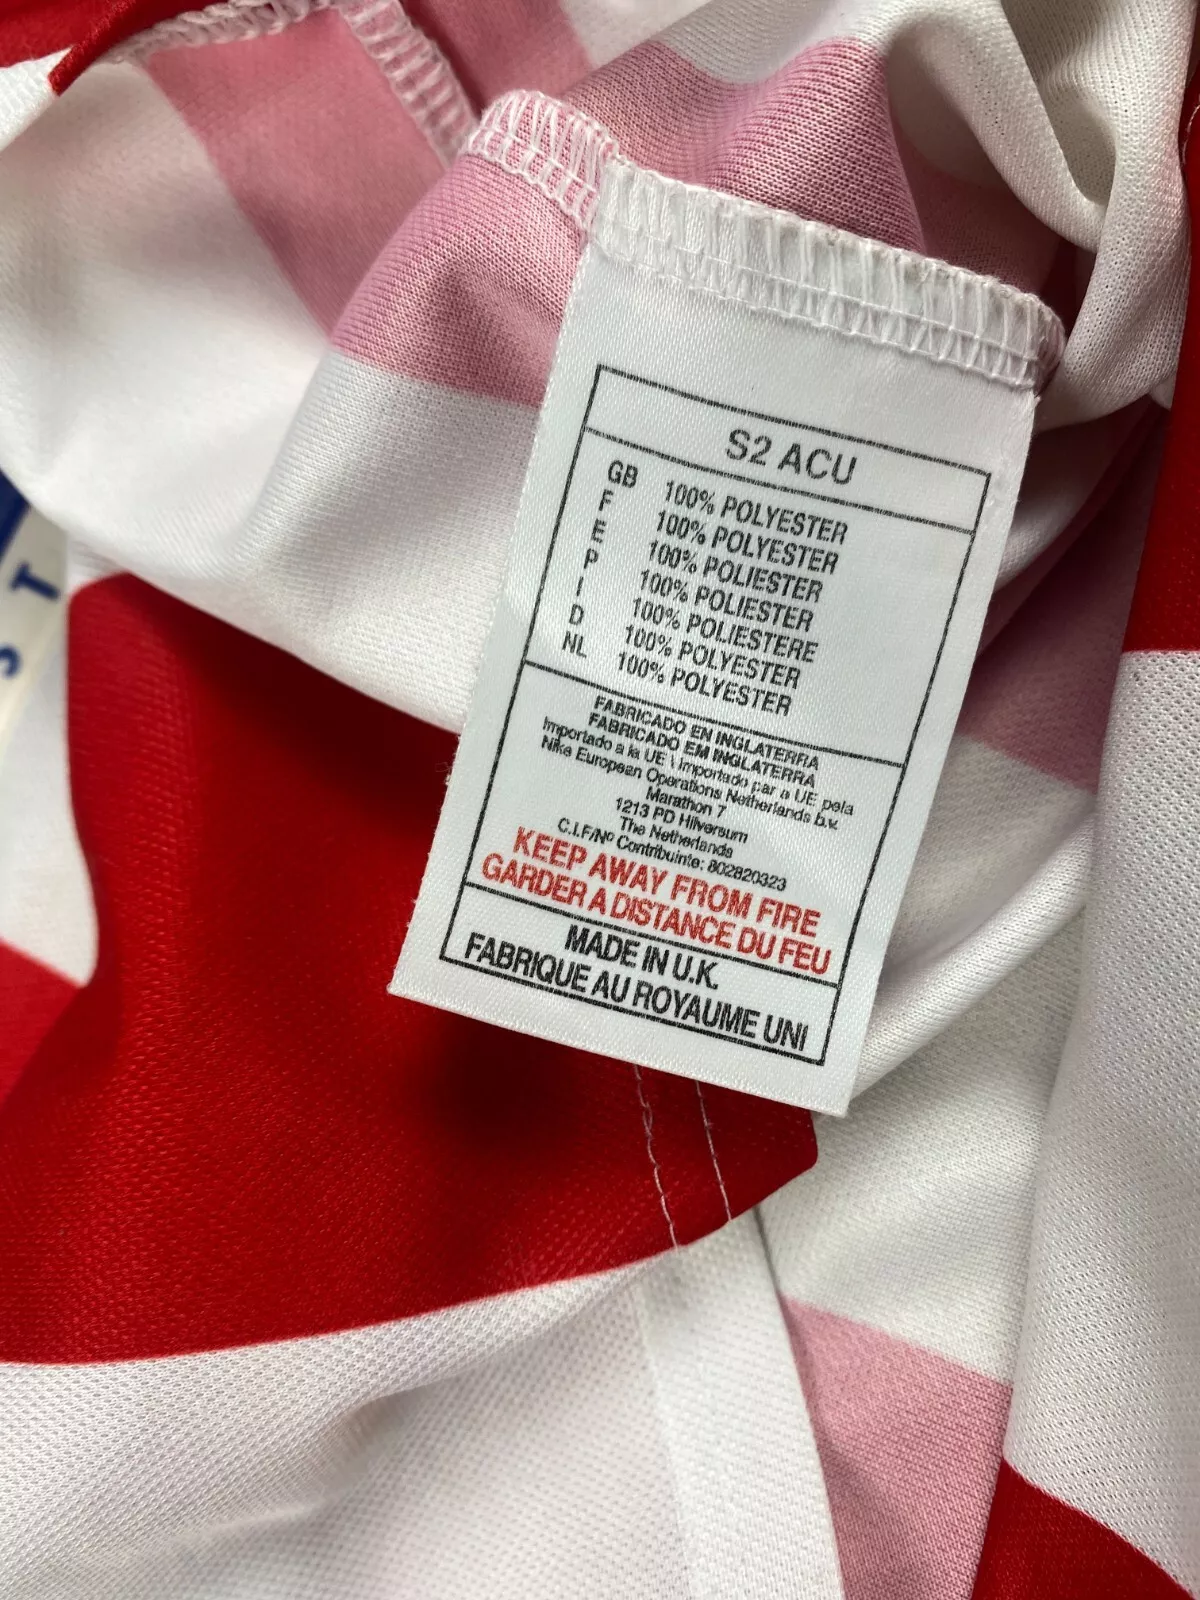 S2 ACU
GB 100% POLYESTER
F 100% POLYESTER
E 100% POLIESTER
P 100% POLIESTER
I 100% POLIESTERE
D 100% POLYESTER
NL 100% POLYESTER
FABRICADO EN INGLATERRA
FABRICADO EM INGLATERRA
Importado a la UE \ Importado par a UE pela
Nike European Operations Netherlands b.v.
Marathon 7
1213 PD Hilversum
The Netherlands
C.I.F/Nº Contribuinte: 802820323
KEEP AWAY FROM FIRE
GARDER A DISTANCE DU FEU
MADE IN U.K.
FABRIQUE AU ROYAUME UNI
S T